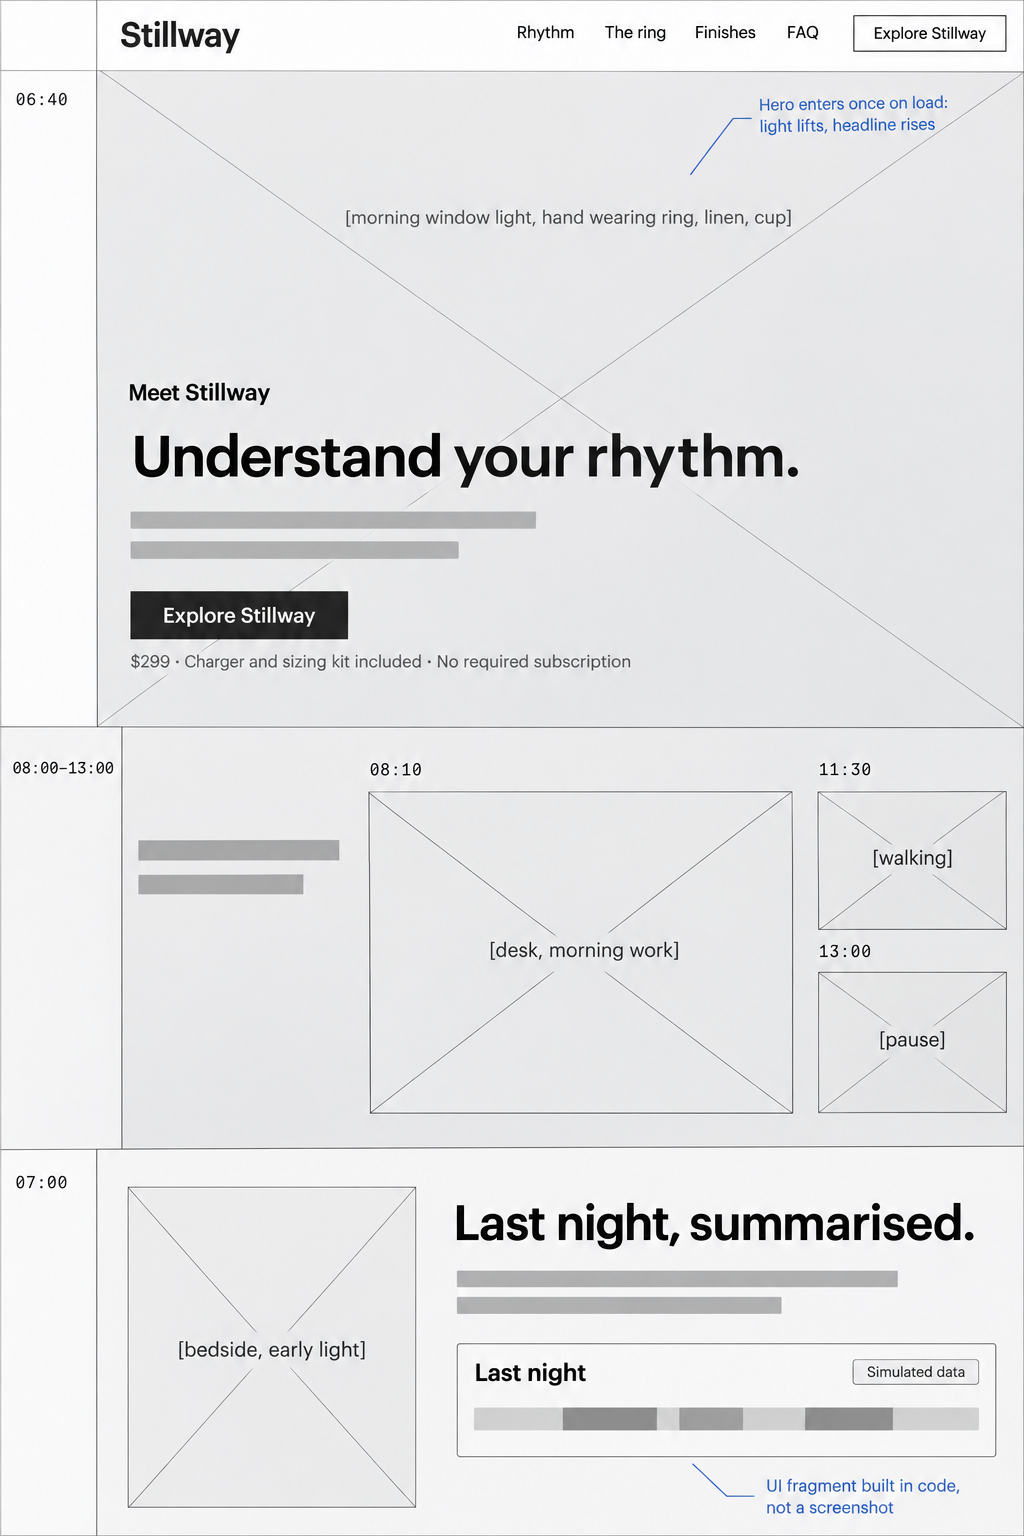 Stillway
Rhythm
The ring
Finishes
FAQ
Explore Stillway
06:40
Hero enters once on load:
light lifts, headline rises
[morning window light, hand wearing ring, linen, cup]
Meet Stillway
Understand your rhythm.
Explore Stillway
$299 · Charger and sizing kit included · No required subscription
08:00–13:00
08:10
[desk, morning work]
11:30
[walking]
13:00
[pause]
07:00
[bedside, early light]
Last night, summarised.
Last night
Simulated data
UI fragment built in code,
not a screenshot